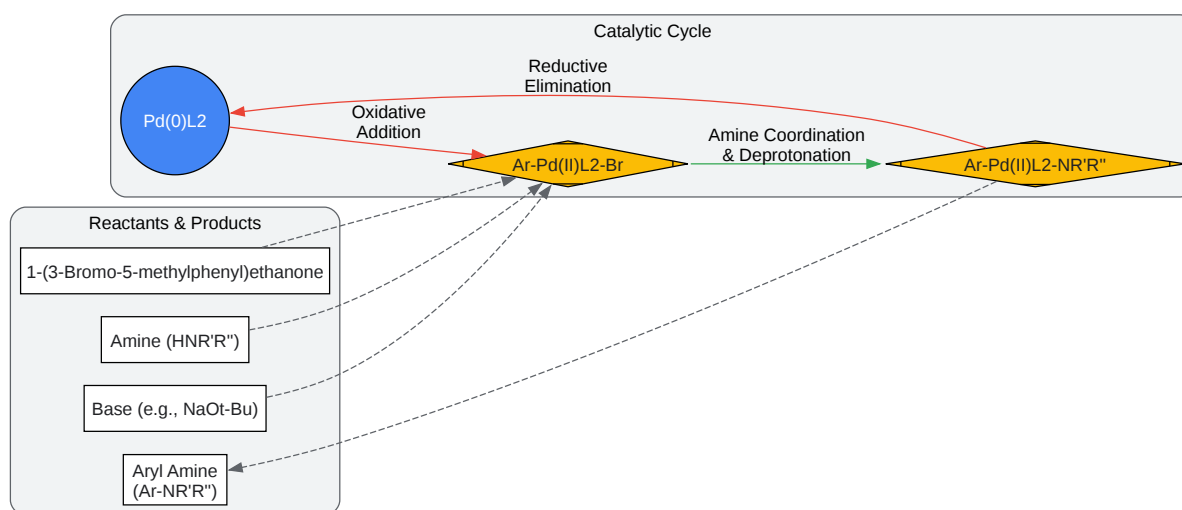 Catalytic Cycle
Reductive
Elimination
Oxidative
Addition
Amine Coordination
& Deprotonation
Pd(0)L2
Ar-Pd(II)L2-Br
Ar-Pd(II)L2-NR'R"
Reactants & Products
1-(3-Bromo-5-methylphenyl)ethanone
Amine (HNR'R")
Base (e.g., NaOt-Bu)
Aryl Amine
(Ar-NR'R")